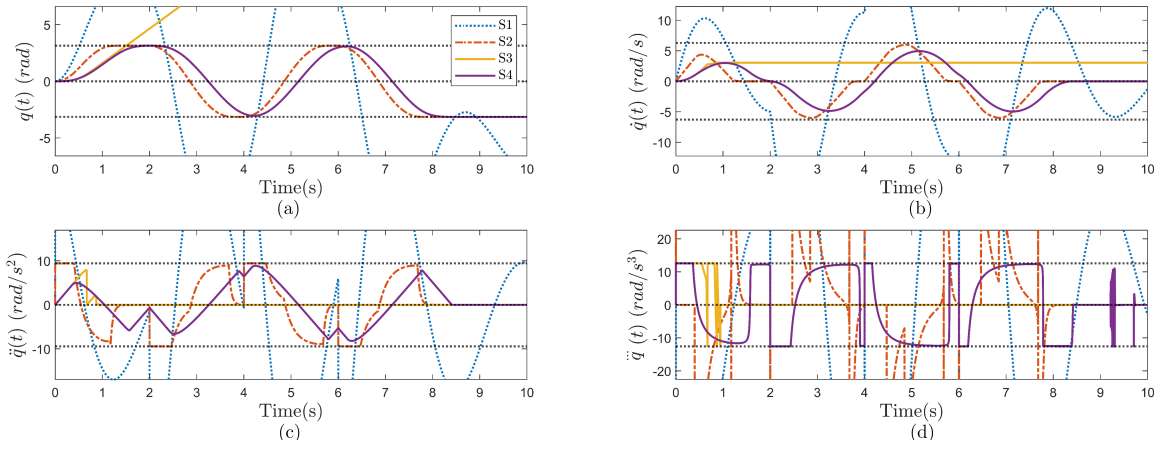 q(t) (rad)
5
0
-5
0 1 2 3 4 5 6 7 8 9 10
Time(s)
(a)
S1
S2
S3
S4
q̇(t) (rad/s)
10
5
0
-5
-10
0 1 2 3 4 5 6 7 8 9 10
Time(s)
(b)
q̈(t) (rad/s²)
10
0
-10
0 1 2 3 4 5 6 7 8 9 10
Time(s)
(c)
q⃛ (t) (rad/s³)
20
10
0
-10
-20
0 1 2 3 4 5 6 7 8 9 10
Time(s)
(d)